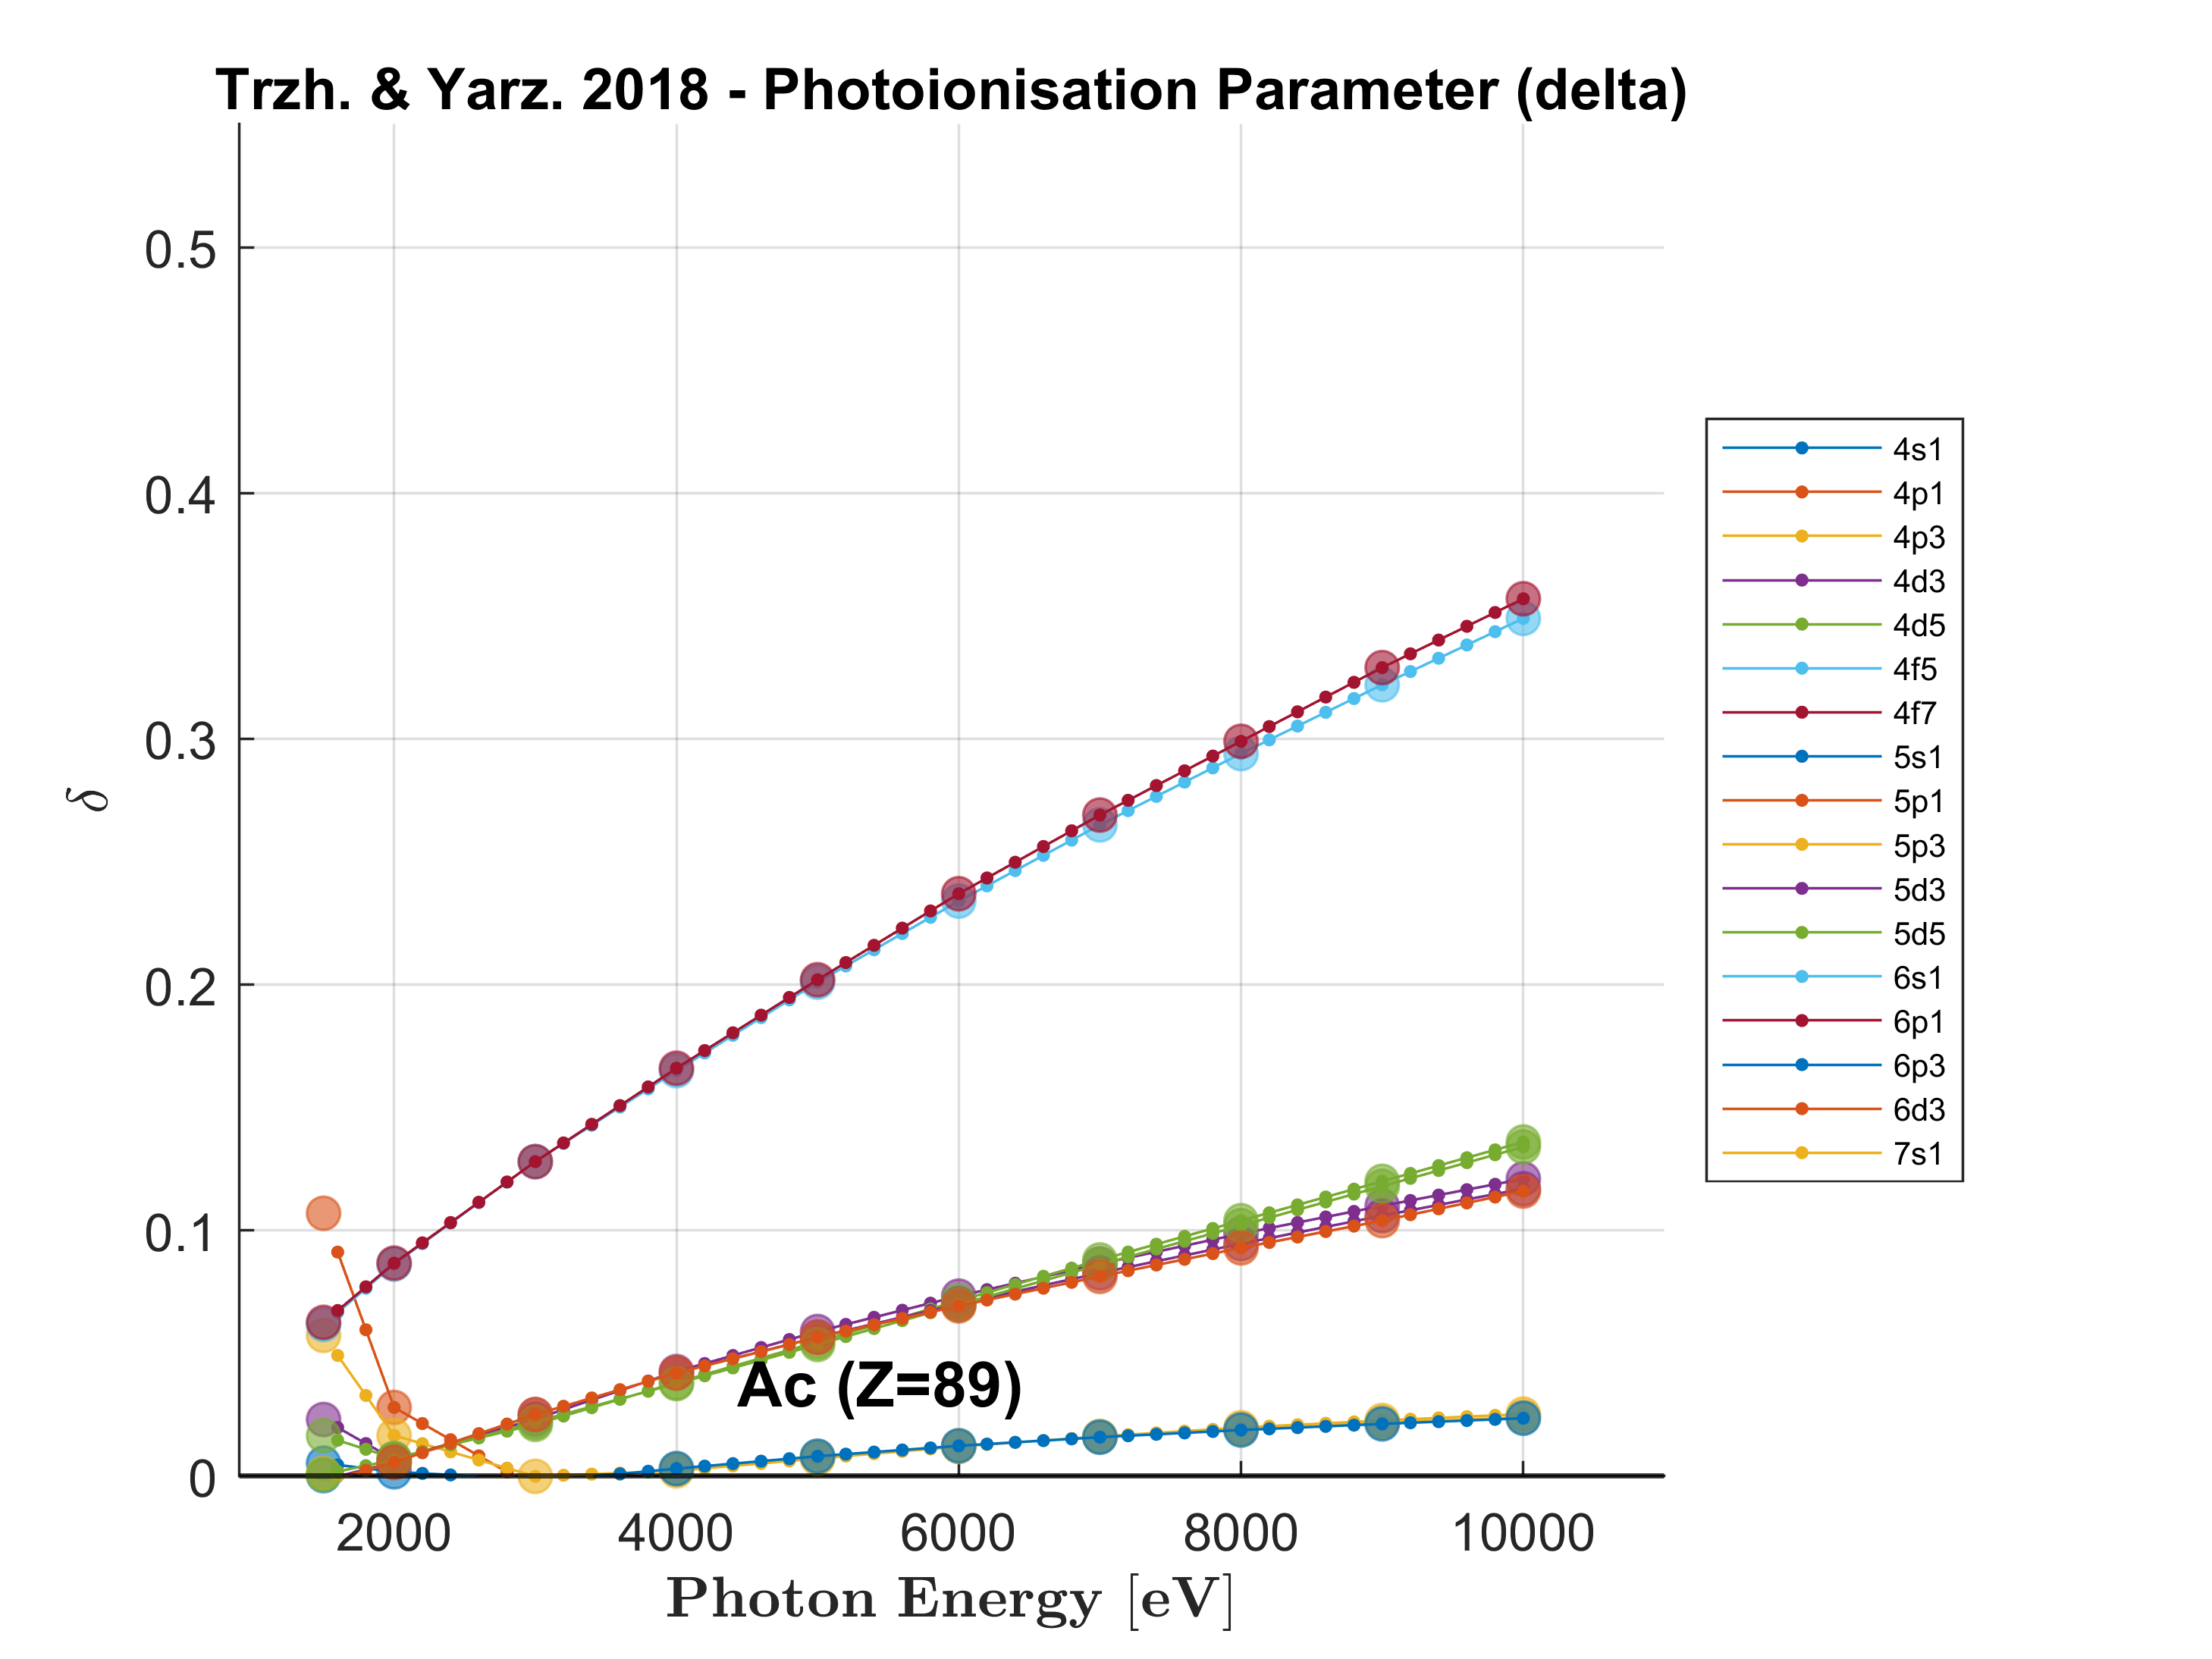 Trzh. & Yarz. 2018 - Photoionisation Parameter (delta)
0.5
0.4
0.3
0.2
0.1
0
δ
2000 4000 6000 8000 10000
Photon Energy [eV]
Ac (Z=89)
4s1
4p1
4p3
4d3
4d5
4f5
4f7
5s1
5p1
5p3
5d3
5d5
6s1
6p1
6p3
6d3
7s1